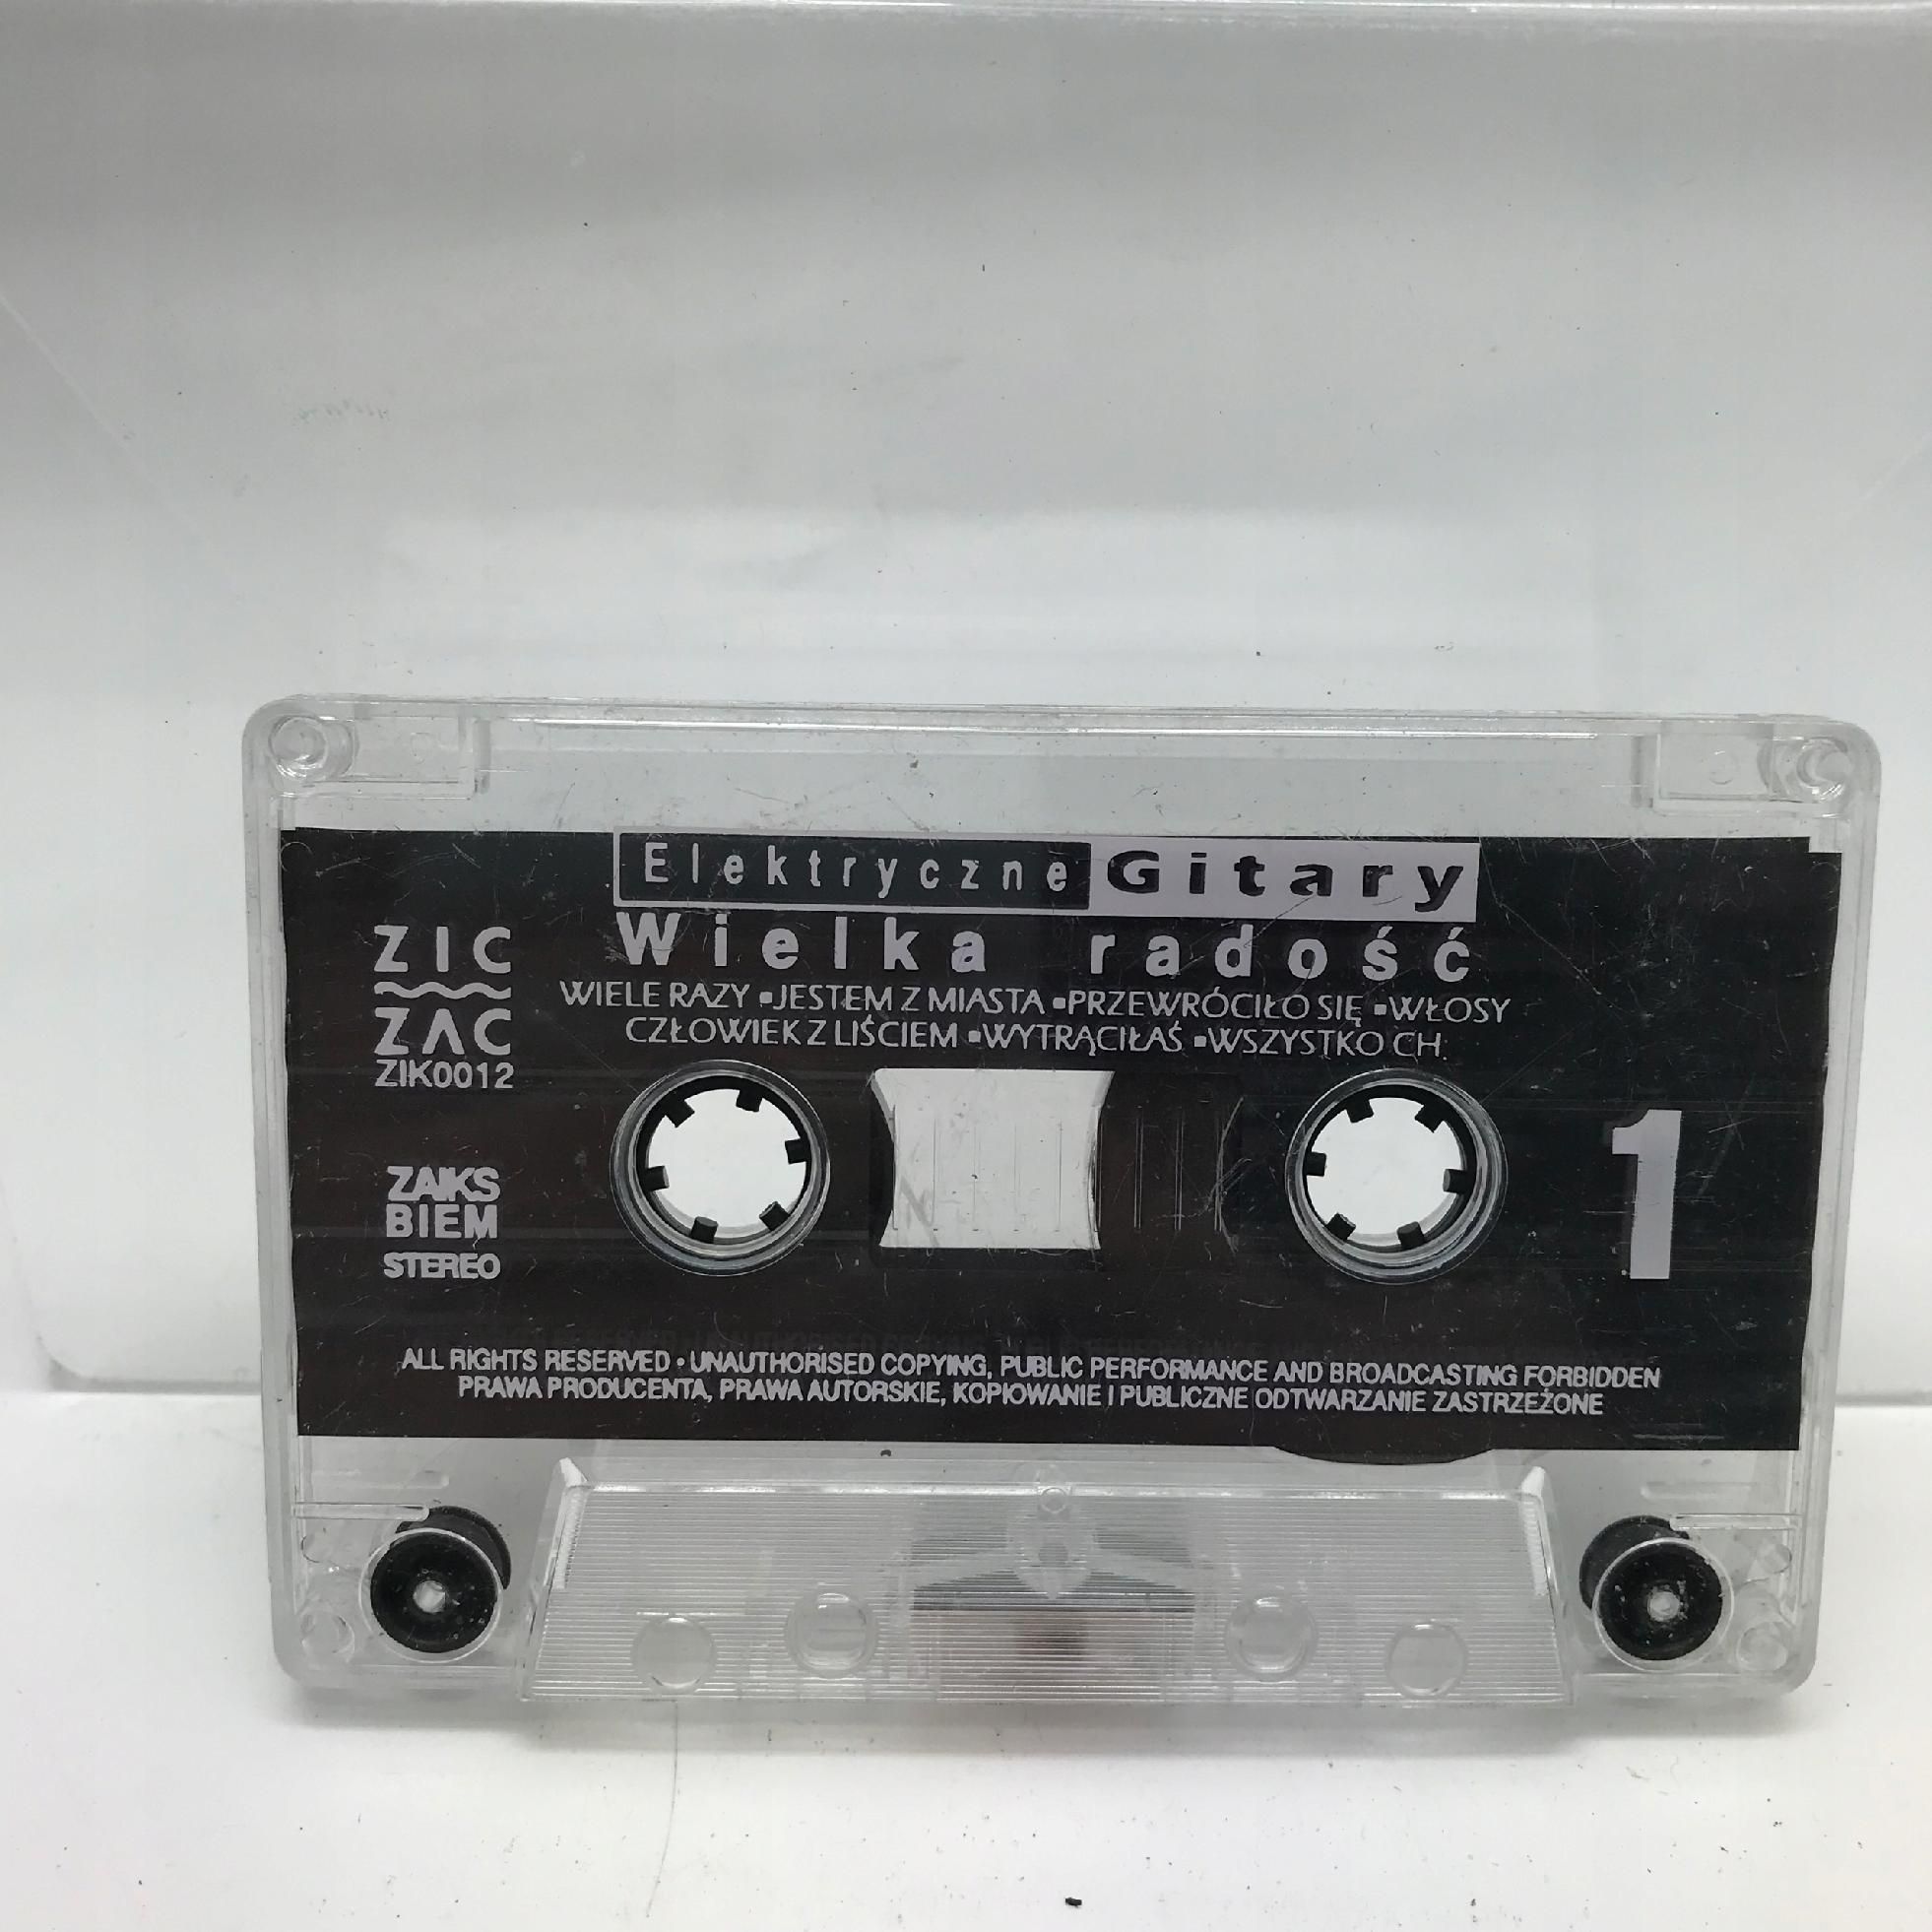 Elektryczne Gitary
Wielka radość
WIELE RAZY ▪JESTEM Z MIASTA ▪PRZEWRÓCIŁO SIĘ ▪WŁOSY
CZŁOWIEK Z LIŚCIEM ▪WYTRĄCIŁAŚ ▪WSZYSTKO CH.
ZIC
ZAC
ZIK0012
ZAIKS
BIEM
STEREO
1
ALL RIGHTS RESERVED • UNAUTHORISED COPYING, PUBLIC PERFORMANCE AND BROADCASTING FORBIDDEN
PRAWA PRODUCENTA, PRAWA AUTORSKIE, KOPIOWANIE I PUBLICZNE ODTWARZANIE ZASTRZEŻONE